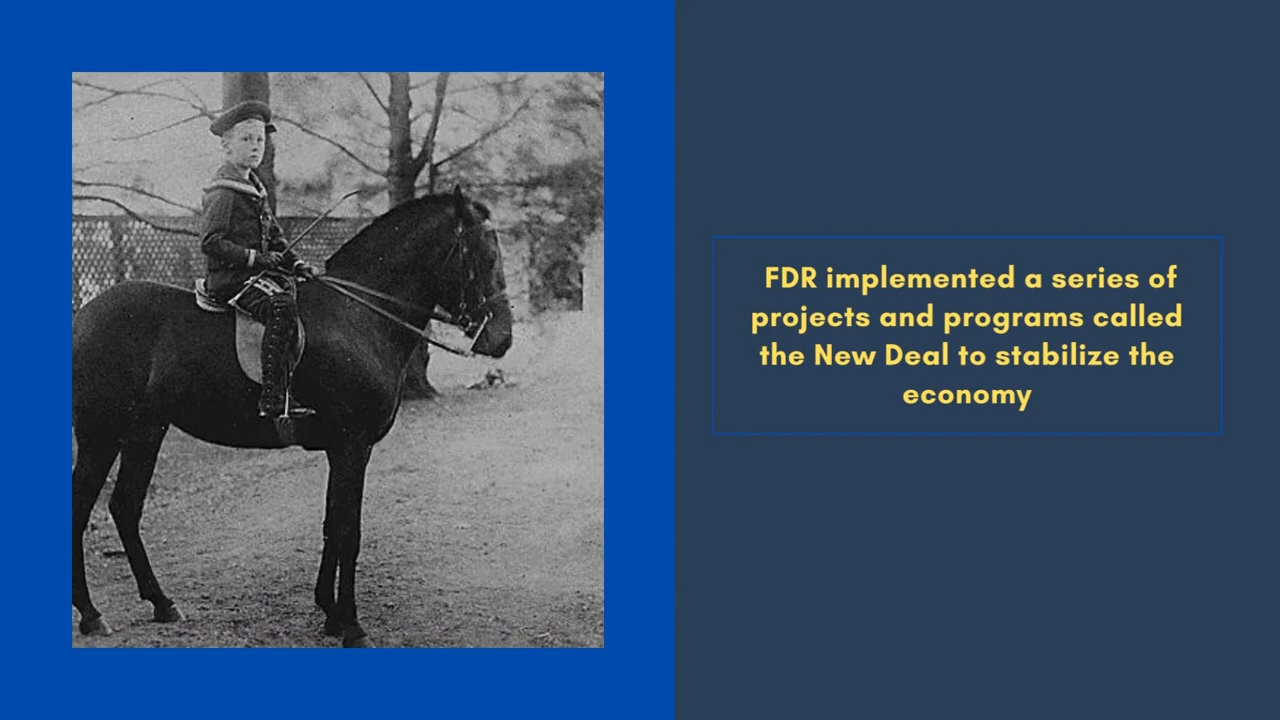 FDR implemented a series of
projects and programs called
the New Deal to stabilize the
economy